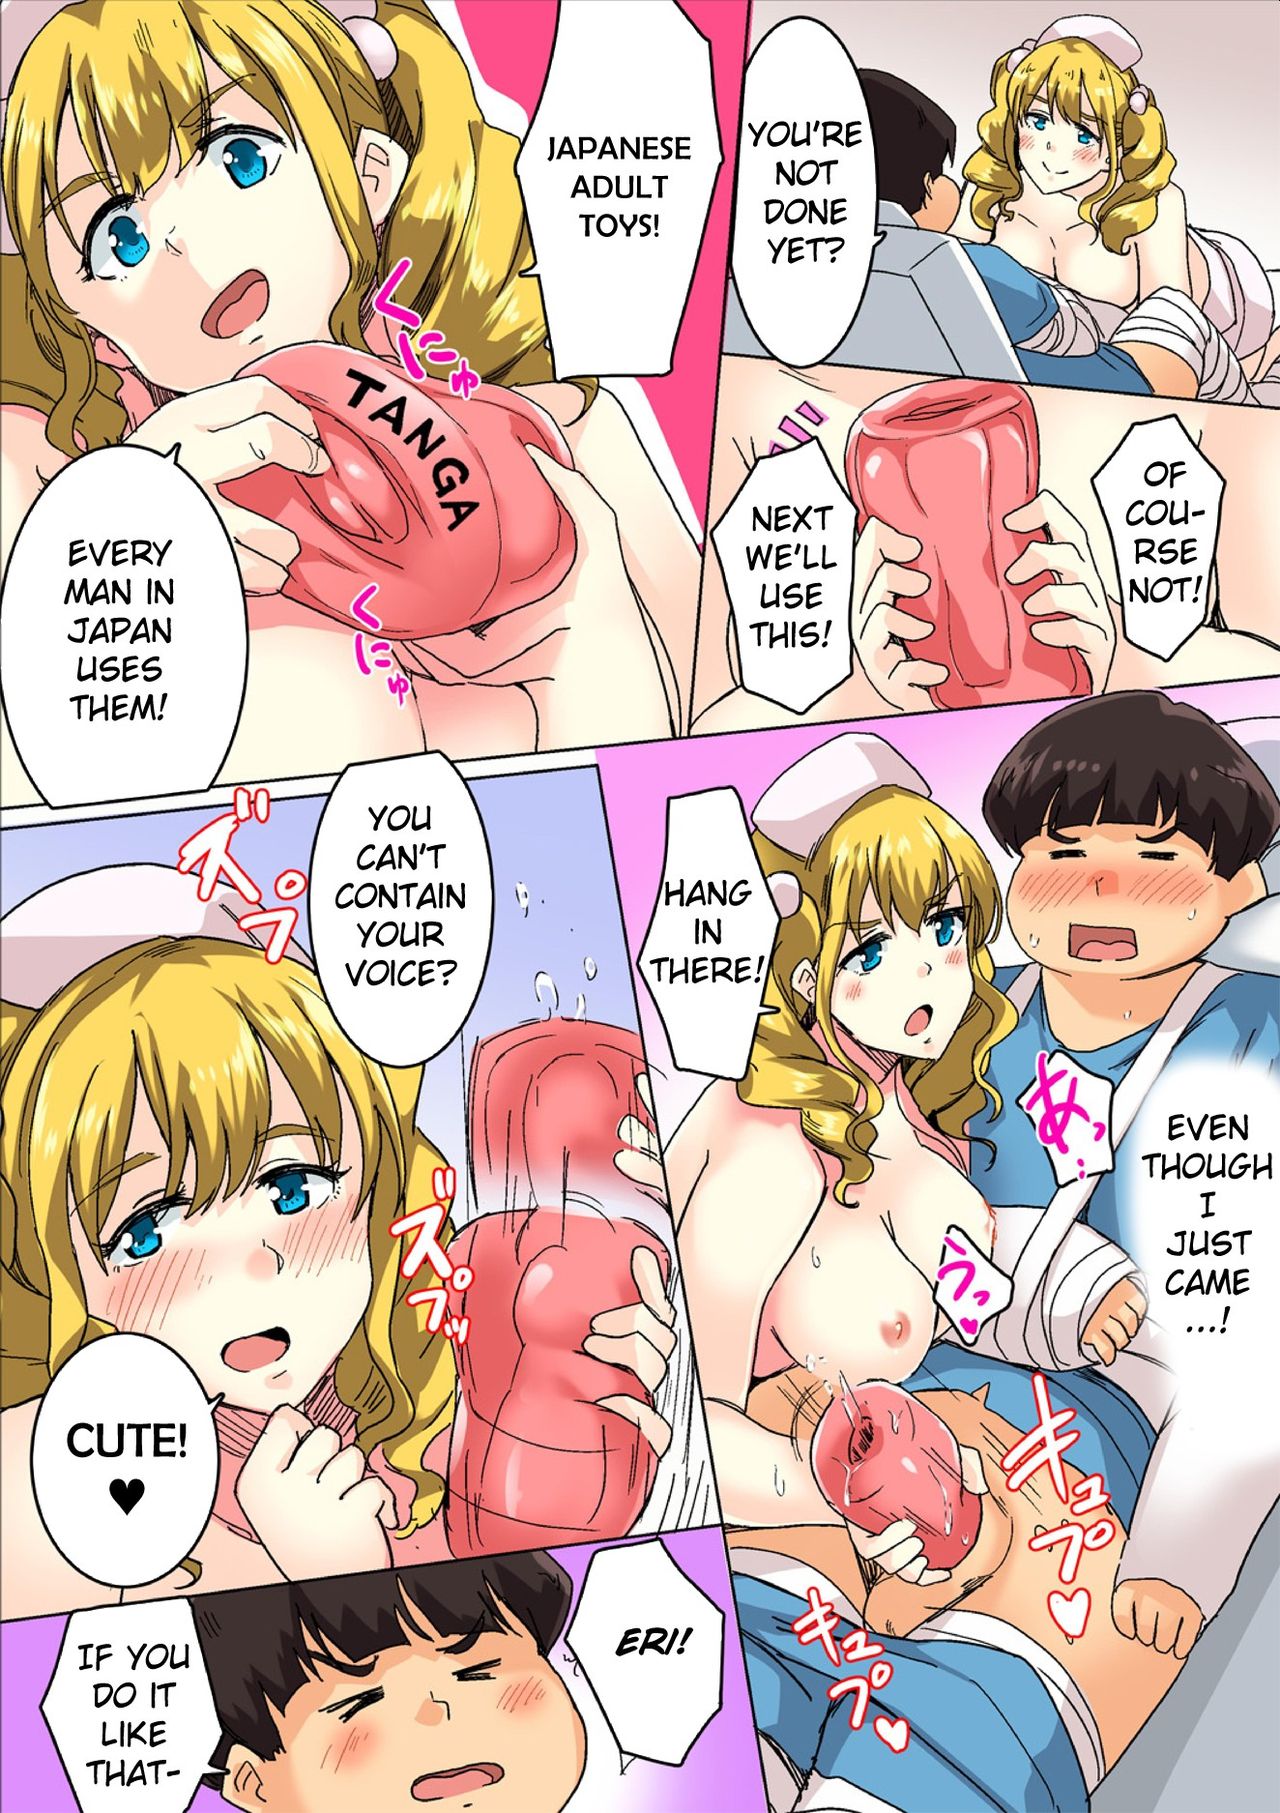 YOU'RE
NOT
DONE
YET?
OF
COU-
RSE
NOT!
NEXT
WE'LL
USE
THIS!
JAPANESE
ADULT
TOYS!
TANGA
くにゅ
くにゅ
EVERY
MAN IN
JAPAN
USES
THEM!
HANG
IN
THERE!
EVEN
THOUGH
I
JUST
CAME
...!
あっ
うっ♥
キュプ♡
キュプ♡
YOU
CAN'T
CONTAIN
YOUR
VOICE?
ズプ
ズプッ
CUTE!
♥
ERI!
IF YOU
DO IT
LIKE
THAT-